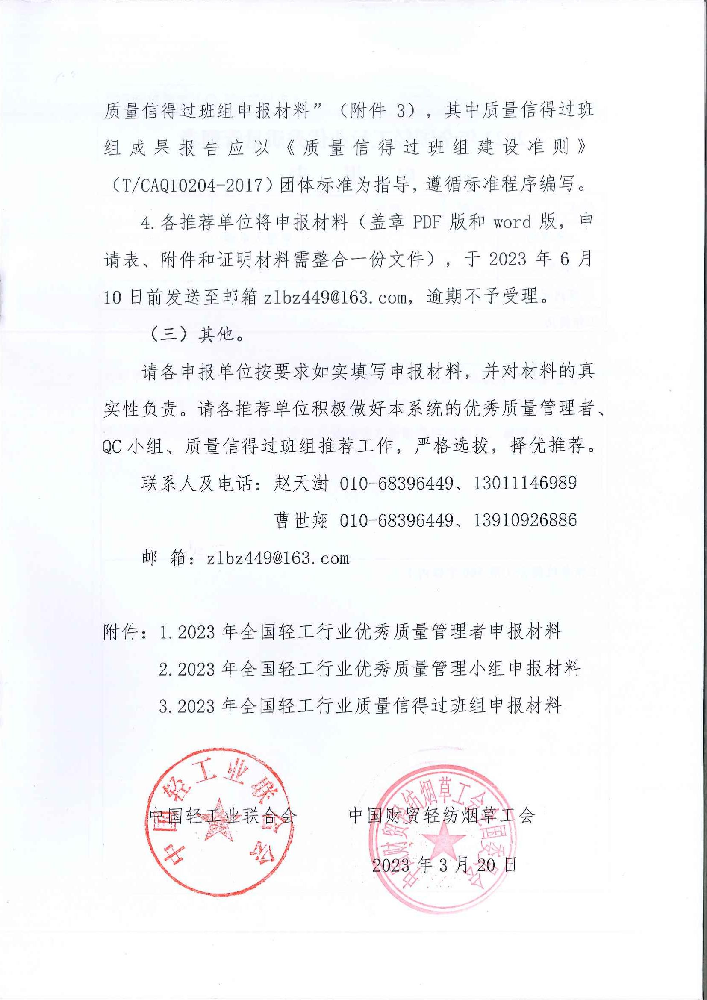 质量信得过班组申报材料”（附件 3），其中质量信得过班
组成果报告应以《质量信得过班组建设准则》
（T/CAQ10204-2017）团体标准为指导，遵循标准程序编写。
4. 各推荐单位将申报材料（盖章 PDF 版和 word 版，申
请表、附件和证明材料需整合一份文件），于 2023 年 6 月
10 日前发送至邮箱 zlbz449@163.com，逾期不予受理。
（三）其他。
请各申报单位按要求如实填写申报材料，并对材料的真
实性负责。请各推荐单位积极做好本系统的优秀质量管理者、
QC 小组、质量信得过班组推荐工作，严格选拔，择优推荐。
联系人及电话：赵天澍 010-68396449、13011146989
曹世翔 010-68396449、13910926886
邮 箱：zlbz449@163.com
附件：1.2023 年全国轻工行业优秀质量管理者申报材料
2.2023 年全国轻工行业优秀质量管理小组申报材料
3.2023 年全国轻工行业质量信得过班组申报材料
中国轻工业联合会
中国轻工业联合会 中国财贸轻纺烟草工会
中国财贸轻纺烟草工会全国委员会
2023 年 3 月 20 日